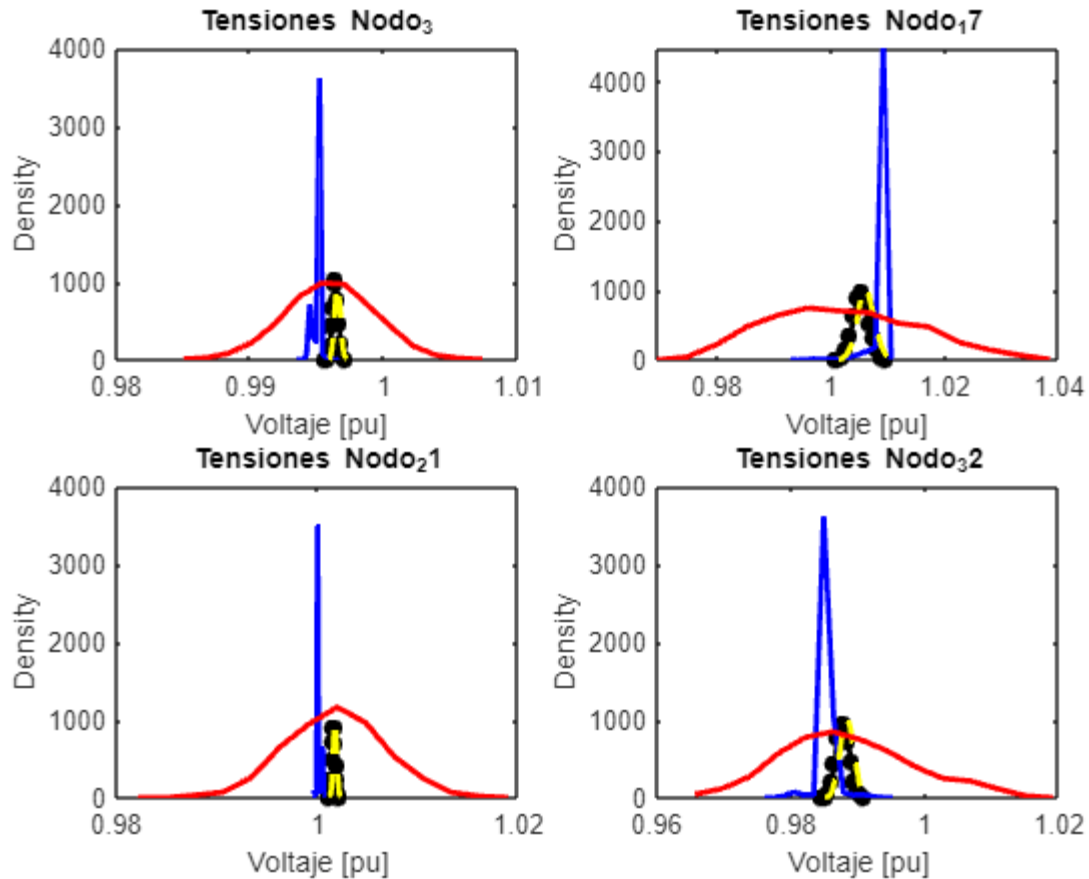 Tensiones Nodo₃
4000
3000
2000
1000
0
Density
0.98 0.99 1 1.01
Voltaje [pu]
Tensiones Nodo₁7
4000
3000
2000
1000
0
Density
0.98 1 1.02 1.04
Voltaje [pu]
Tensiones Nodo₂1
4000
3000
2000
1000
0
Density
0.98 1 1.02
Voltaje [pu]
Tensiones Nodo₃2
4000
3000
2000
1000
0
Density
0.96 0.98 1 1.02
Voltaje [pu]